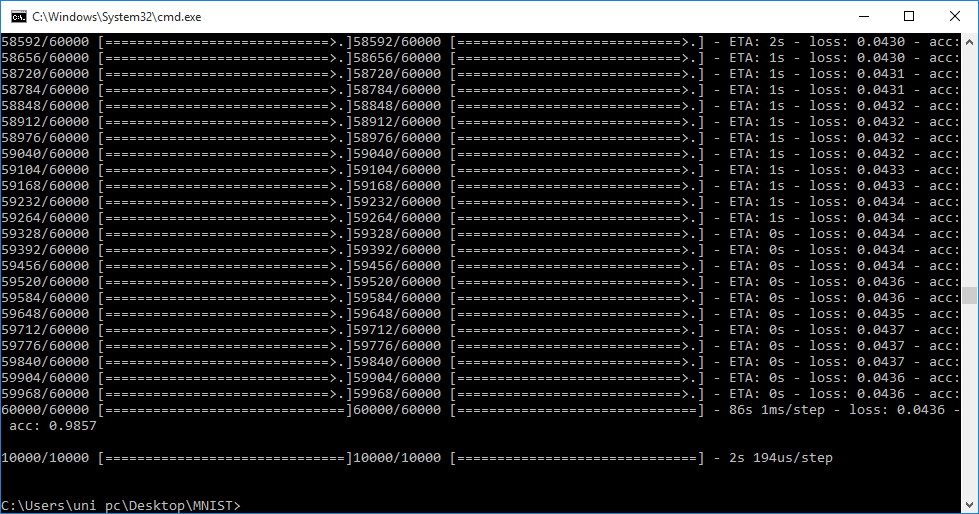 C:\Windows\System32\cmd.exe
58592/60000 [============================>.]58592/60000 [============================>.] - ETA: 2s - loss: 0.0430 - acc:
58656/60000 [============================>.]58656/60000 [============================>.] - ETA: 1s - loss: 0.0430 - acc:
58720/60000 [============================>.]58720/60000 [============================>.] - ETA: 1s - loss: 0.0431 - acc:
58784/60000 [============================>.]58784/60000 [============================>.] - ETA: 1s - loss: 0.0431 - acc:
58848/60000 [============================>.]58848/60000 [============================>.] - ETA: 1s - loss: 0.0432 - acc:
58912/60000 [============================>.]58912/60000 [============================>.] - ETA: 1s - loss: 0.0432 - acc:
58976/60000 [============================>.]58976/60000 [============================>.] - ETA: 1s - loss: 0.0432 - acc:
59040/60000 [============================>.]59040/60000 [============================>.] - ETA: 1s - loss: 0.0432 - acc:
59104/60000 [============================>.]59104/60000 [============================>.] - ETA: 1s - loss: 0.0433 - acc:
59168/60000 [============================>.]59168/60000 [============================>.] - ETA: 1s - loss: 0.0433 - acc:
59232/60000 [============================>.]59232/60000 [============================>.] - ETA: 1s - loss: 0.0434 - acc:
59264/60000 [============================>.]59264/60000 [============================>.] - ETA: 1s - loss: 0.0434 - acc:
59328/60000 [============================>.]59328/60000 [============================>.] - ETA: 0s - loss: 0.0434 - acc:
59392/60000 [============================>.]59392/60000 [============================>.] - ETA: 0s - loss: 0.0434 - acc:
59456/60000 [============================>.]59456/60000 [============================>.] - ETA: 0s - loss: 0.0434 - acc:
59520/60000 [============================>.]59520/60000 [============================>.] - ETA: 0s - loss: 0.0436 - acc:
59584/60000 [============================>.]59584/60000 [============================>.] - ETA: 0s - loss: 0.0436 - acc:
59648/60000 [============================>.]59648/60000 [============================>.] - ETA: 0s - loss: 0.0435 - acc:
59712/60000 [============================>.]59712/60000 [============================>.] - ETA: 0s - loss: 0.0437 - acc:
59776/60000 [============================>.]59776/60000 [============================>.] - ETA: 0s - loss: 0.0437 - acc:
59840/60000 [============================>.]59840/60000 [============================>.] - ETA: 0s - loss: 0.0437 - acc:
59904/60000 [============================>.]59904/60000 [============================>.] - ETA: 0s - loss: 0.0436 - acc:
59968/60000 [============================>.]59968/60000 [============================>.] - ETA: 0s - loss: 0.0436 - acc:
60000/60000 [==============================]60000/60000 [==============================] - 86s 1ms/step - loss: 0.0436 -
acc: 0.9857
10000/10000 [==============================]10000/10000 [==============================] - 2s 194us/step
C:\Users\uni pc\Desktop\MNIST>